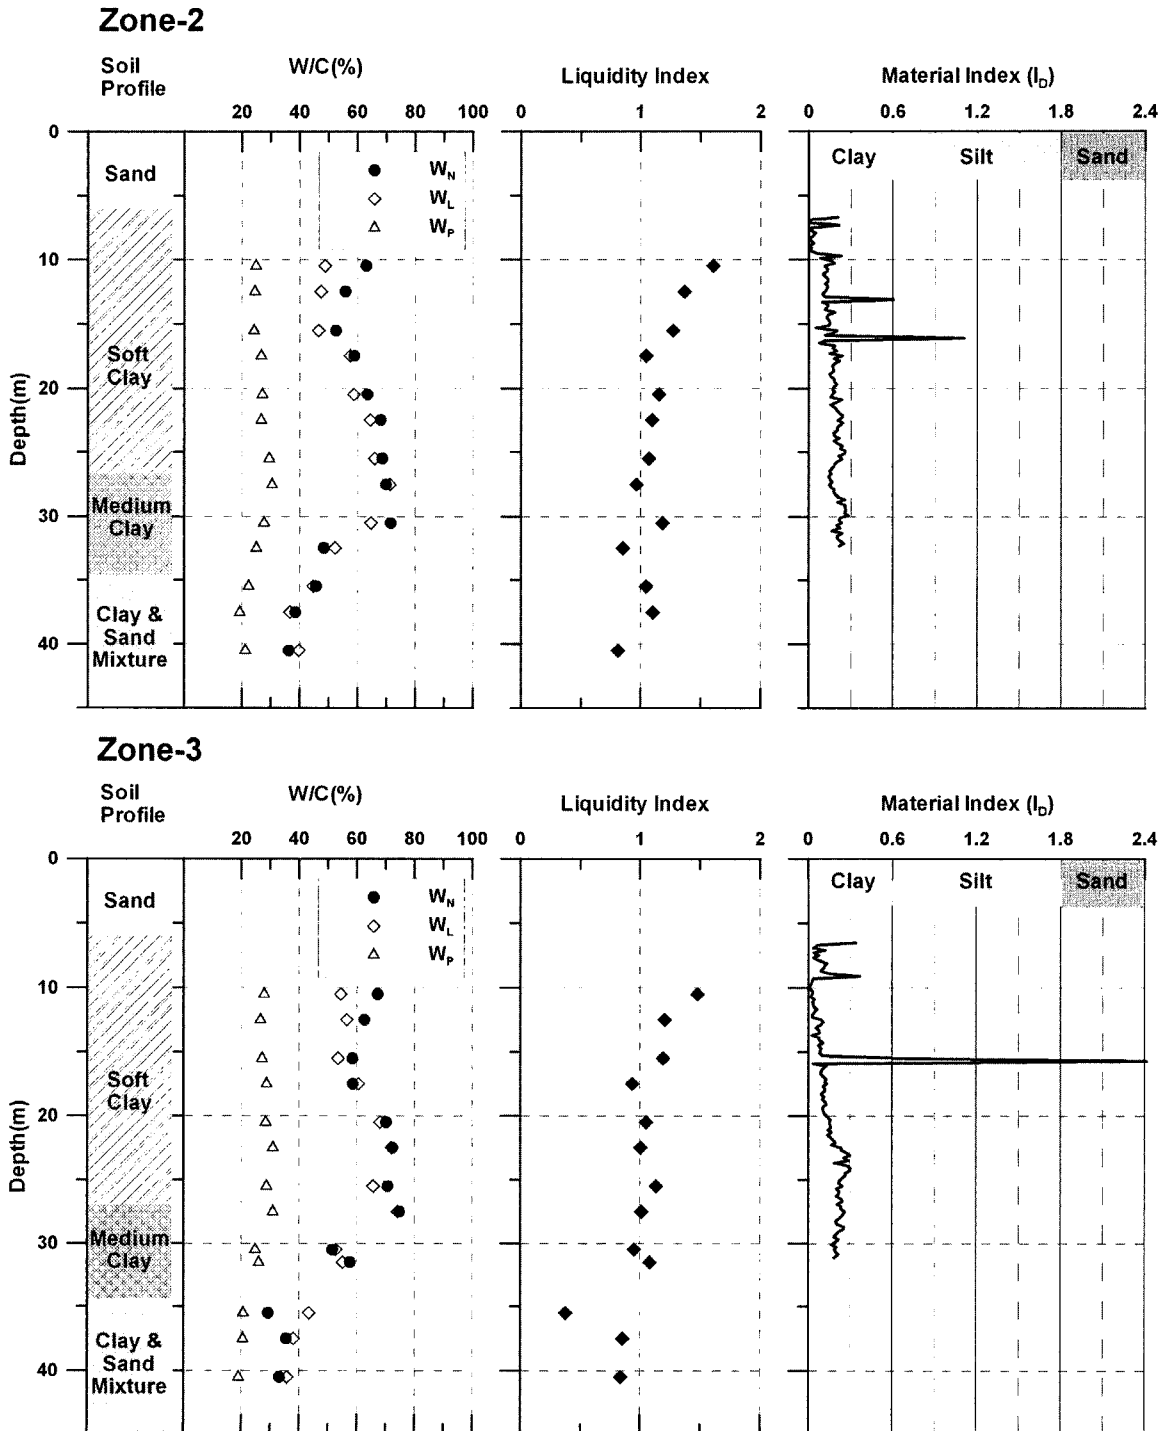 Zone-2
Soil
Profile
W/C(%)
Liquidity Index
Material Index (I_D)
20 40 60 80 100
0 1 2
0 0.6 1.2 1.8 2.4
0
10
20
30
40
Depth(m)
Sand
Soft
Clay
Medium
Clay
Clay &
Sand
Mixture
W_N
W_L
W_P
Clay Silt Sand
Zone-3
Soil
Profile
W/C(%)
Liquidity Index
Material Index (I_D)
20 40 60 80 100
0 1 2
0 0.6 1.2 1.8 2.4
0
10
20
30
40
Depth(m)
Sand
Soft
Clay
Medium
Clay
Clay &
Sand
Mixture
W_N
W_L
W_P
Clay Silt Sand